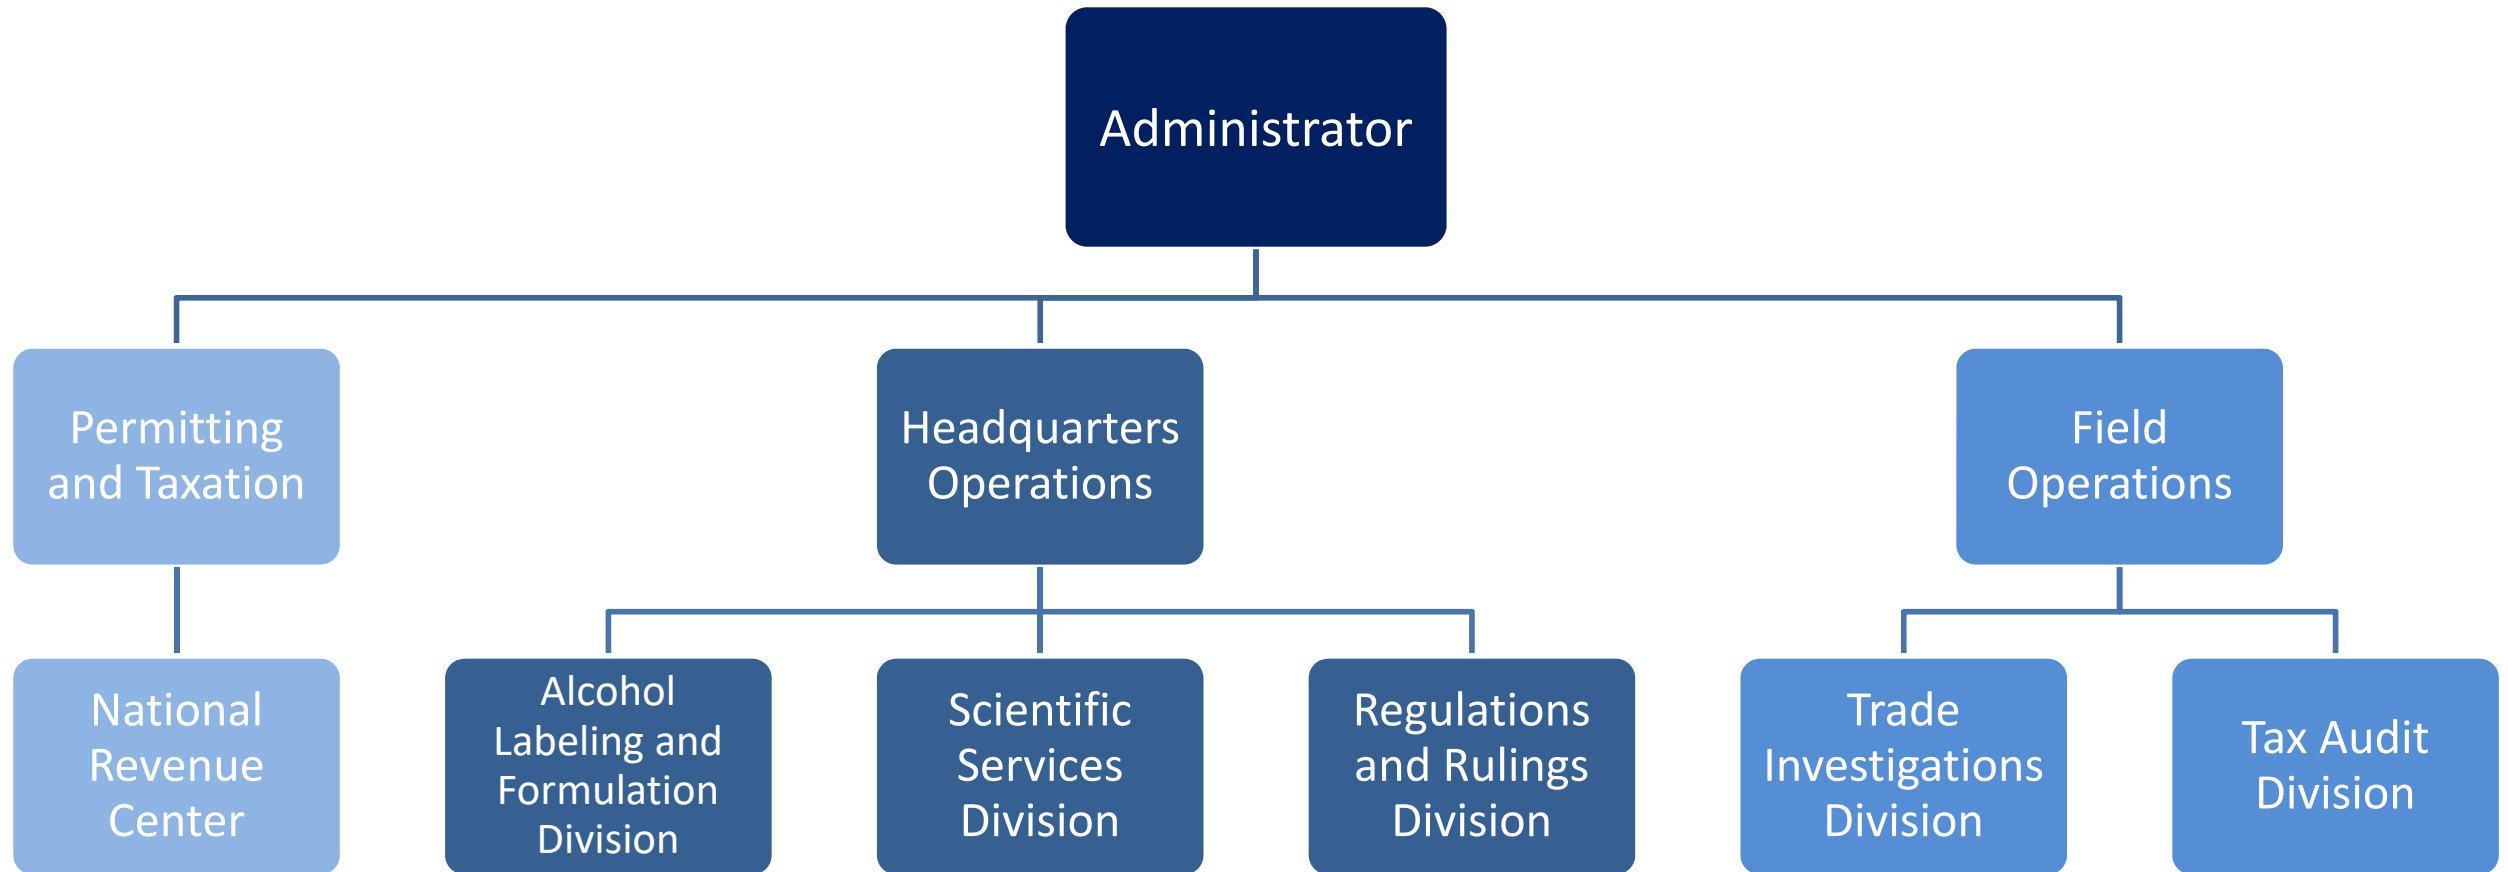 Administrator
Permitting
and Taxation
Headquarters
Operations
Field
Operations
National
Revenue
Center
Alcohol
Labeling and
Formulation
Division
Scientific
Services
Division
Regulations
and Rulings
Division
Trade
Investigations
Division
Tax Audit
Division